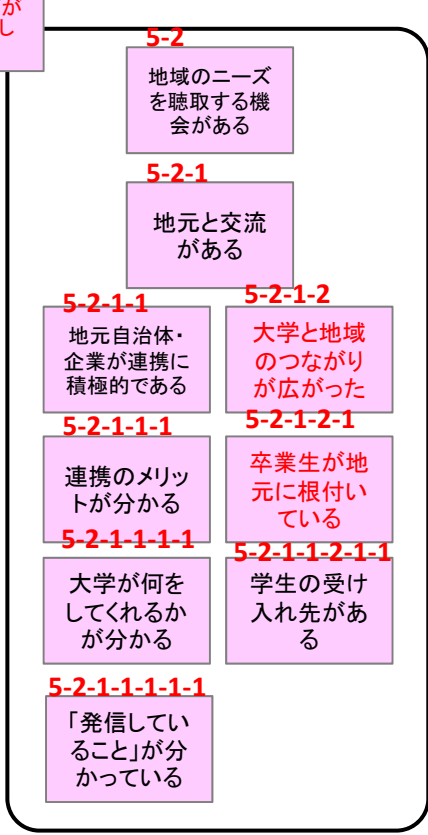 が
し
5-2
地域のニーズ
を聴取する機
会がある
5-2-1
地元と交流
がある
5-2-1-1
地元自治体・
企業が連携に
積極的である
5-2-1-2
大学と地域
のつながり
が広がった
5-2-1-1-1
連携のメリッ
トが分かる
5-2-1-2-1
卒業生が地
元に根付い
ている
5-2-1-1-1-1
大学が何を
してくれるか
が分かる
5-2-1-1-2-1-1
学生の受け
入れ先があ
る
5-2-1-1-1-1-1
「発信してい
ること」が分
かっている